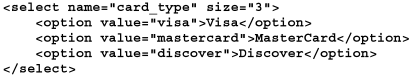 <select name="card_type" size="3">
    <option value="visa">Visa</option>
    <option value="mastercard">MasterCard</option>
    <option value="discover">Discover</option>
</select>